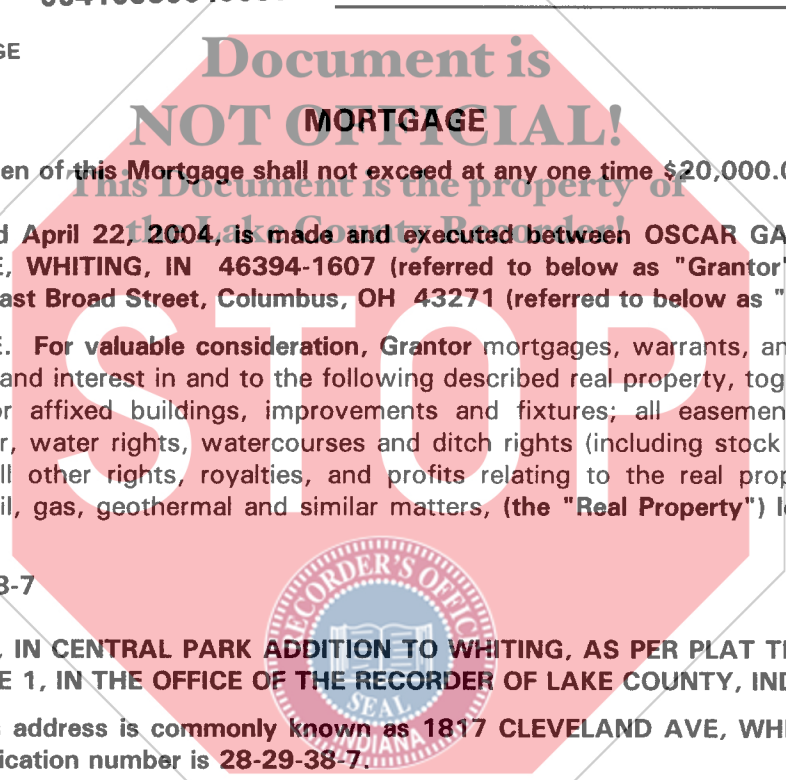 GE
Document is
NOT OFFICIAL!
MORTGAGE
en of this Mortgage shall not exceed at any one time $20,000.0
This Document is the property of
the Lake County Recorder!
d April 22, 2004, is made and executed between OSCAR GA
E, WHITING, IN 46394-1607 (referred to below as "Grantor"
ast Broad Street, Columbus, OH 43271 (referred to below as "
E. For valuable consideration, Grantor mortgages, warrants, an
and interest in and to the following described real property, tog
or affixed buildings, improvements and fixtures; all easemen
r, water rights, watercourses and ditch rights (including stock
ll other rights, royalties, and profits relating to the real prop
il, gas, geothermal and similar matters, (the "Real Property") l
STOP
8-7
, IN CENTRAL PARK ADDITION TO WHITING, AS PER PLAT TH
E 1, IN THE OFFICE OF THE RECORDER OF LAKE COUNTY, IND
s address is commonly known as 1817 CLEVELAND AVE, WHI
ication number is 28-29-38-7.
RECORDER'S OFFICE
SEAL
INDIANA